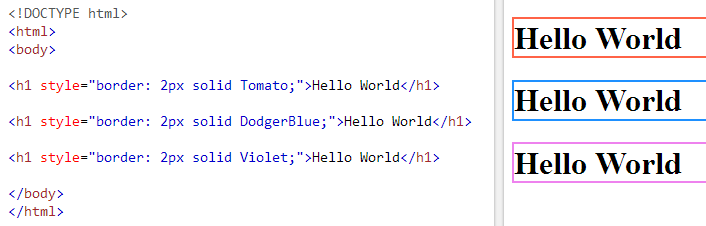 <!DOCTYPE html>
<html>
<body>
<h1 style="border: 2px solid Tomato;">Hello World</h1>
<h1 style="border: 2px solid DodgerBlue;">Hello World</h1>
<h1 style="border: 2px solid Violet;">Hello World</h1>
</body>
</html>
Hello World
Hello World
Hello World